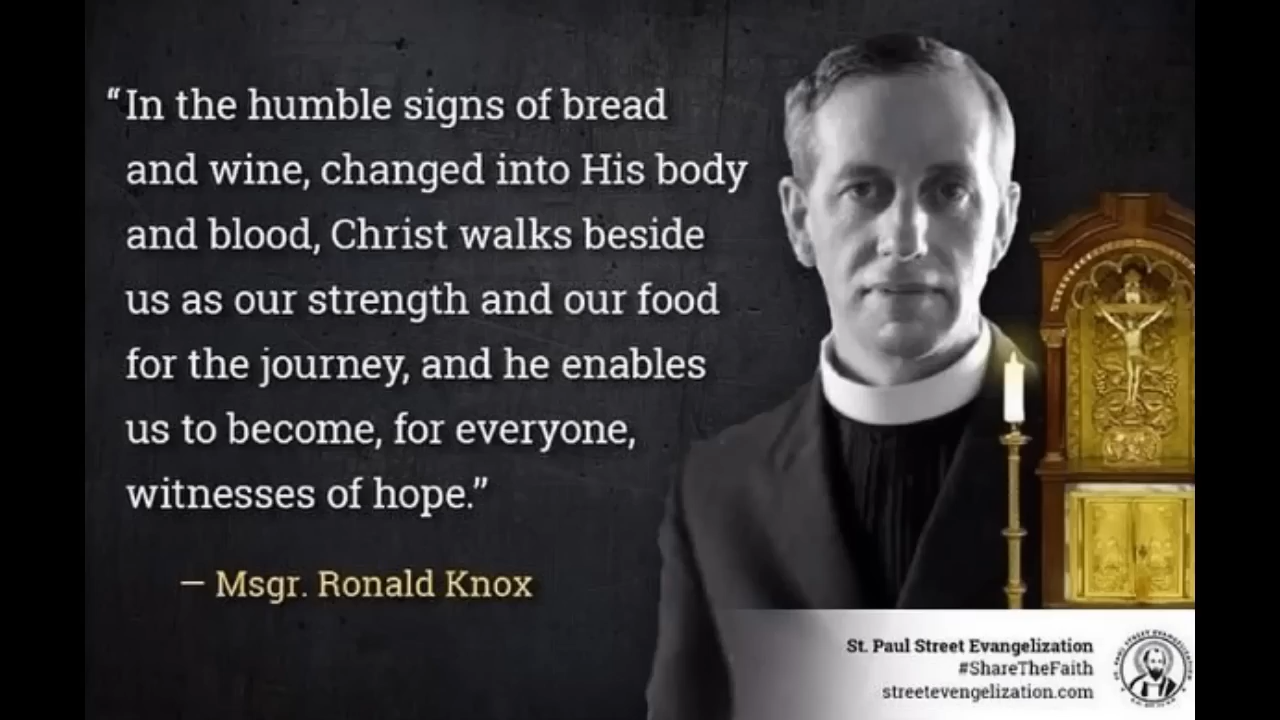 “In the humble signs of bread
and wine, changed into His body
and blood, Christ walks beside
us as our strength and our food
for the journey, and he enables
us to become, for everyone,
witnesses of hope.”
– Msgr. Ronald Knox
St. Paul Street Evangelization
#ShareTheFaith
streetevengelization.com